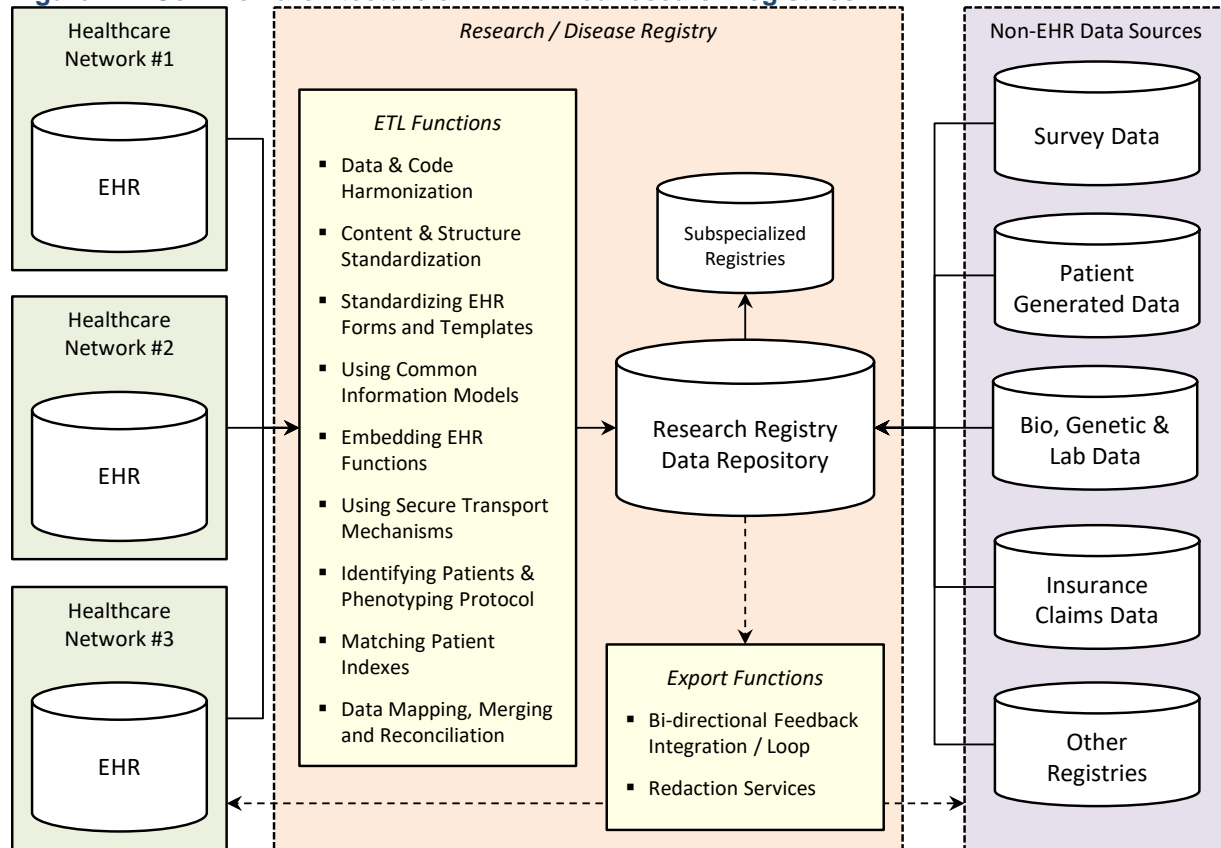 Healthcare
Network #1
EHR
Healthcare
Network #2
EHR
Healthcare
Network #3
EHR
Research / Disease Registry
ETL Functions
▪ Data & Code
Harmonization
▪ Content & Structure
Standardization
▪ Standardizing EHR
Forms and Templates
▪ Using Common
Information Models
▪ Embedding EHR
Functions
▪ Using Secure Transport
Mechanisms
▪ Identifying Patients &
Phenotyping Protocol
▪ Matching Patient
Indexes
▪ Data Mapping, Merging
and Reconciliation
Subspecialized
Registries
Research Registry
Data Repository
Export Functions
▪ Bi-directional Feedback
Integration / Loop
▪ Redaction Services
Non-EHR Data Sources
Survey Data
Patient
Generated Data
Bio, Genetic &
Lab Data
Insurance
Claims Data
Other
Registries